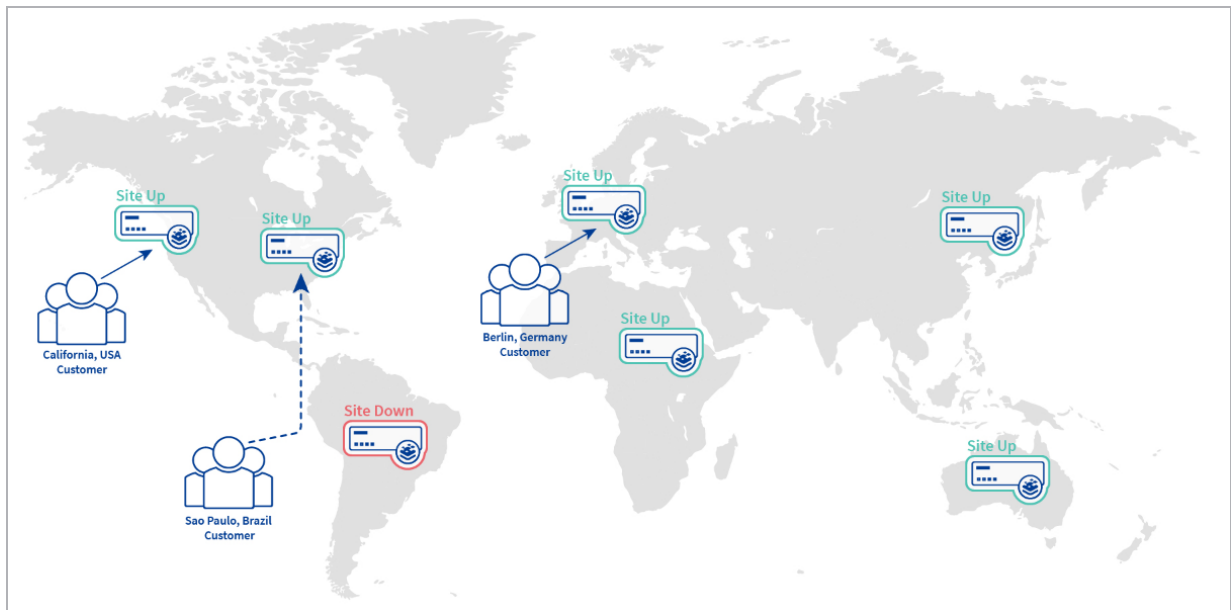 Site Up
Site Up
Site Up
Site Up
California, USA
Customer
Berlin, Germany
Customer
Site Up
Site Down
Sao Paulo, Brazil
Customer
Site Up